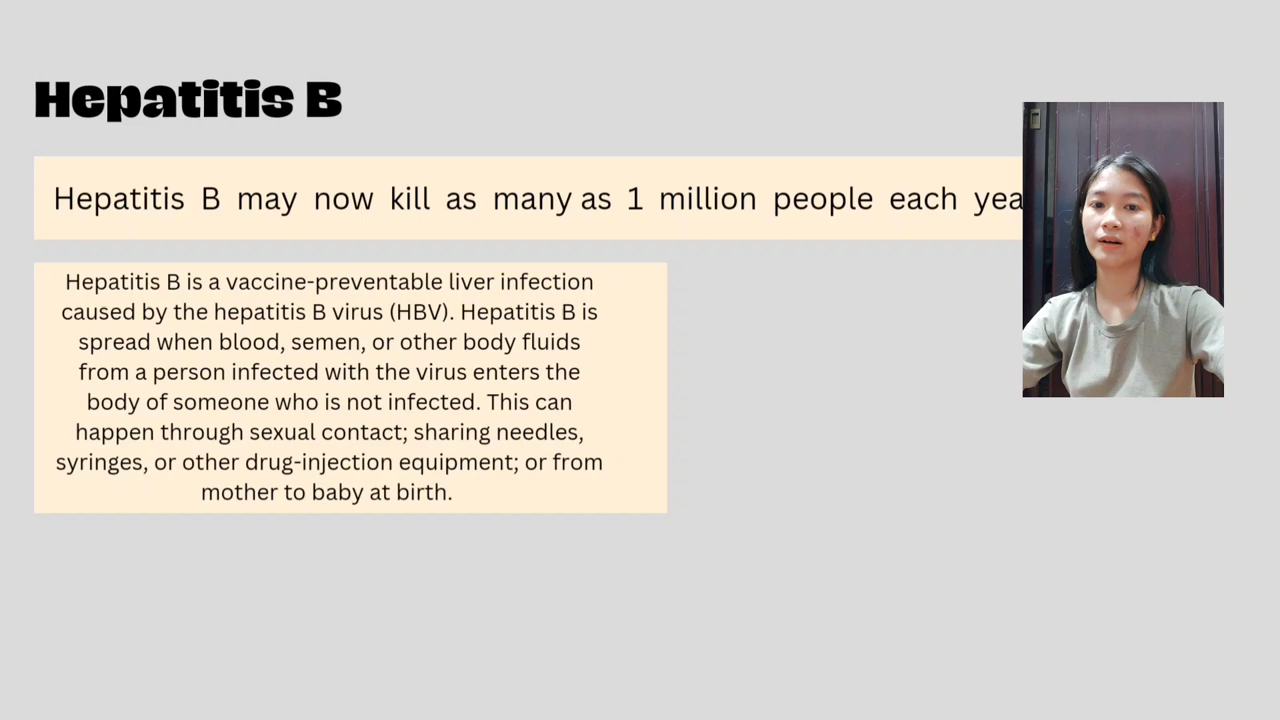 Hepatitis B
Hepatitis B may now kill as many as 1 million people each yea
Hepatitis B is a vaccine-preventable liver infection
caused by the hepatitis B virus (HBV). Hepatitis B is
spread when blood, semen, or other body fluids
from a person infected with the virus enters the
body of someone who is not infected. This can
happen through sexual contact; sharing needles,
syringes, or other drug-injection equipment; or from
mother to baby at birth.